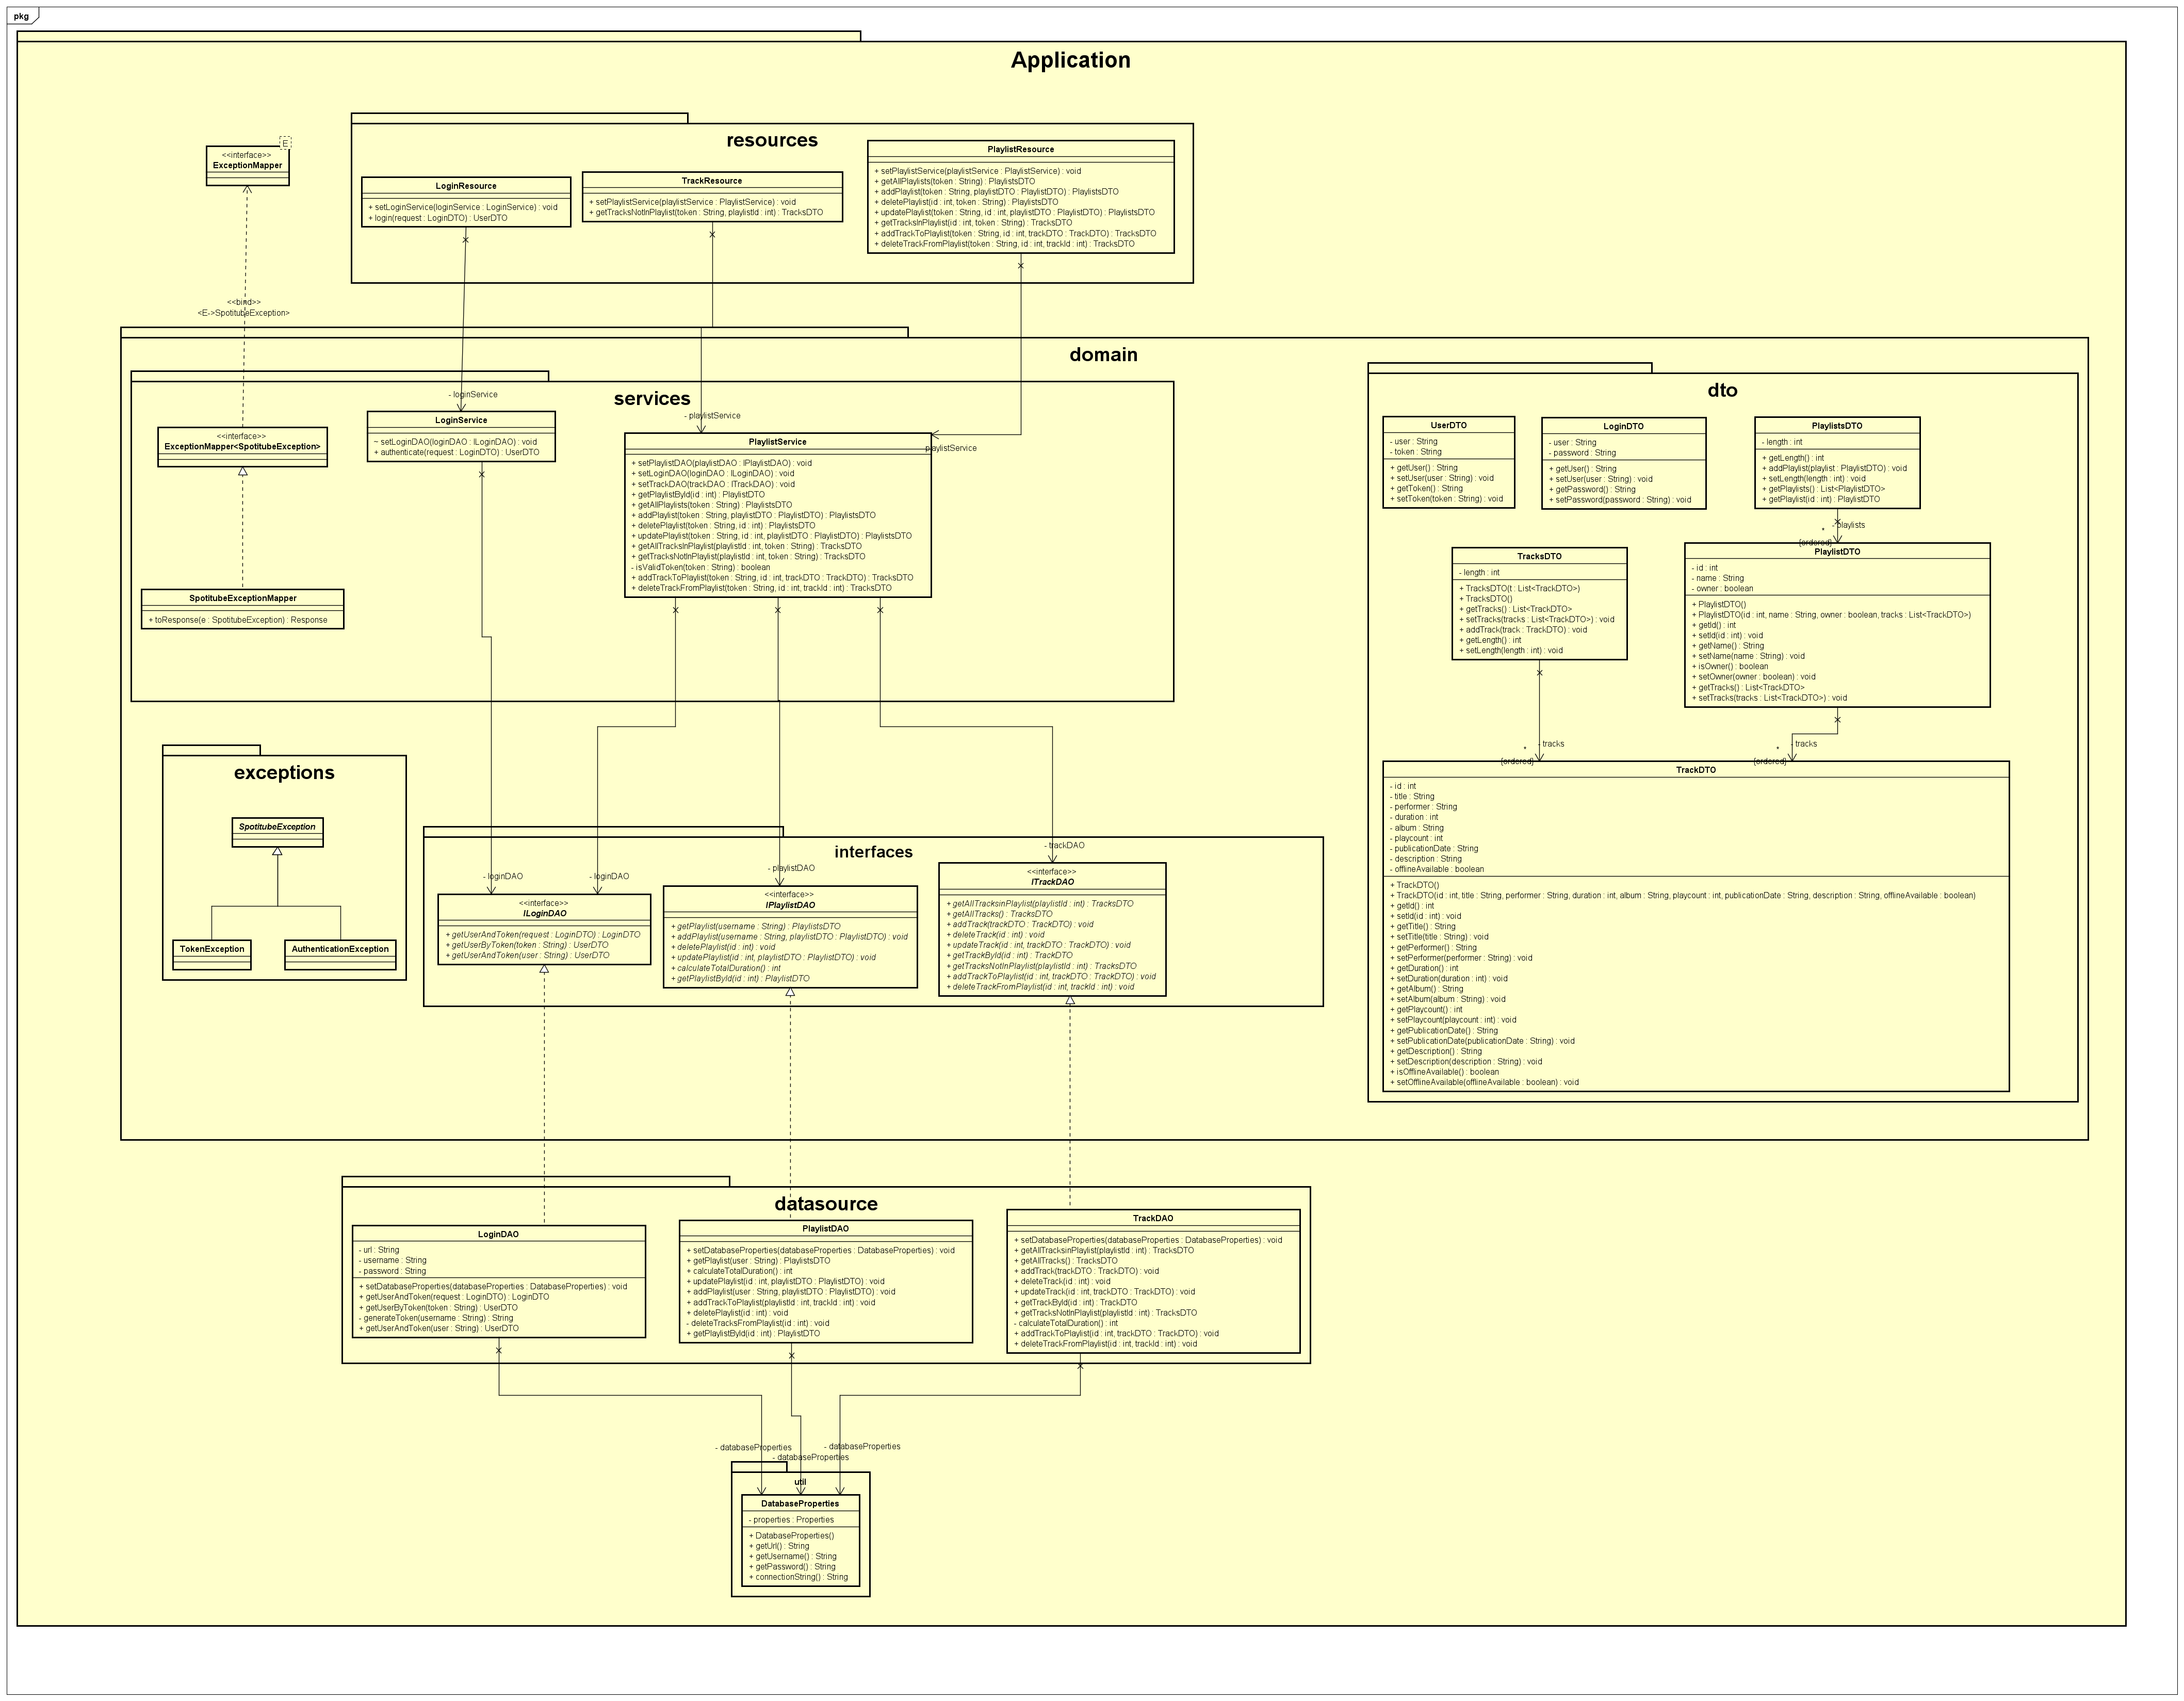 pkg
Application
resources
<<interface>>
ExceptionMapper
E
LoginResource
+ setLoginService(loginService : LoginService) : void
+ login(request : LoginDTO) : UserDTO
TrackResource
+ setPlaylistService(playlistService : PlaylistService) : void
+ getTracksNotInPlaylist(token : String, playlistId : int) : TracksDTO
PlaylistResource
+ setPlaylistService(playlistService : PlaylistService) : void
+ getAllPlaylists(token : String) : PlaylistsDTO
+ addPlaylist(token : String, playlistDTO : PlaylistDTO) : PlaylistsDTO
+ deletePlaylist(id : int, token : String) : PlaylistsDTO
+ updatePlaylist(token : String, id : int, playlistDTO : PlaylistDTO) : PlaylistsDTO
+ getTracksInPlaylist(id : int, token : String) : TracksDTO
+ addTrackToPlaylist(token : String, id : int, trackDTO : TrackDTO) : TracksDTO
+ deleteTrackFromPlaylist(token : String, id : int, trackId : int) : TracksDTO
<<bind>>
<E->SpotitubeException>
domain
services
<<interface>>
ExceptionMapper<SpotitubeException>
SpotitubeExceptionMapper
+ toResponse(e : SpotitubeException) : Response
- loginService
LoginService
~ setLoginDAO(loginDAO : ILoginDAO) : void
+ authenticate(request : LoginDTO) : UserDTO
- playlistService
playlistService
PlaylistService
+ setPlaylistDAO(playlistDAO : IPlaylistDAO) : void
+ setLoginDAO(loginDAO : ILoginDAO) : void
+ setTrackDAO(trackDAO : ITrackDAO) : void
+ getPlaylistById(id : int) : PlaylistDTO
+ getAllPlaylists(token : String) : PlaylistsDTO
+ addPlaylist(token : String, playlistDTO : PlaylistDTO) : PlaylistsDTO
+ deletePlaylist(token : String, id : int) : PlaylistsDTO
+ updatePlaylist(token : String, id : int, playlistDTO : PlaylistDTO) : PlaylistsDTO
+ getAllTracksInPlaylist(playlistId : int, token : String) : TracksDTO
+ getTracksNotInPlaylist(playlistId : int, token : String) : TracksDTO
- isValidToken(token : String) : boolean
+ addTrackToPlaylist(token : String, id : int, trackDTO : TrackDTO) : TracksDTO
+ deleteTrackFromPlaylist(token : String, id : int, trackId : int) : TracksDTO
dto
UserDTO
- user : String
- token : String
+ getUser() : String
+ setUser(user : String) : void
+ getToken() : String
+ setToken(token : String) : void
LoginDTO
- user : String
- password : String
+ getUser() : String
+ setUser(user : String) : void
+ getPassword() : String
+ setPassword(password : String) : void
PlaylistsDTO
- length : int
+ getLength() : int
+ addPlaylist(playlist : PlaylistDTO) : void
+ setLength(length : int) : void
+ getPlaylists() : List<PlaylistDTO>
+ getPlaylist(id : int) : PlaylistDTO
* - playlists
{ordered}
TracksDTO
- length : int
+ TracksDTO(t : List<TrackDTO>)
+ TracksDTO()
+ getTracks() : List<TrackDTO>
+ setTracks(tracks : List<TrackDTO>) : void
+ addTrack(track : TrackDTO) : void
+ getLength() : int
+ setLength(length : int) : void
PlaylistDTO
- id : int
- name : String
- owner : boolean
+ PlaylistDTO()
+ PlaylistDTO(id : int, name : String, owner : boolean, tracks : List<TrackDTO>)
+ getId() : int
+ setId(id : int) : void
+ getName() : String
+ setName(name : String) : void
+ isOwner() : boolean
+ setOwner(owner : boolean) : void
+ getTracks() : List<TrackDTO>
+ setTracks(tracks : List<TrackDTO>) : void
* - tracks
{ordered}
* - tracks
{ordered}
TrackDTO
- id : int
- title : String
- performer : String
- duration : int
- album : String
- playcount : int
- publicationDate : String
- description : String
- offlineAvailable : boolean
+ TrackDTO()
+ TrackDTO(id : int, title : String, performer : String, duration : int, album : String, playcount : int, publicationDate : String, description : String, offlineAvailable : boolean)
+ getId() : int
+ setId(id : int) : void
+ getTitle() : String
+ setTitle(title : String) : void
+ getPerformer() : String
+ setPerformer(performer : String) : void
+ getDuration() : int
+ setDuration(duration : int) : void
+ getAlbum() : String
+ setAlbum(album : String) : void
+ getPlaycount() : int
+ setPlaycount(playcount : int) : void
+ getPublicationDate() : String
+ setPublicationDate(publicationDate : String) : void
+ getDescription() : String
+ setDescription(description : String) : void
+ isOfflineAvailable() : boolean
+ setOfflineAvailable(offlineAvailable : boolean) : void
exceptions
SpotitubeException
TokenException
AuthenticationException
interfaces
- loginDAO
- loginDAO
- playlistDAO
- trackDAO
<<interface>>
ILoginDAO
+ getUserAndToken(request : LoginDTO) : LoginDTO
+ getUserByToken(token : String) : UserDTO
+ getUserAndToken(user : String) : UserDTO
<<interface>>
IPlaylistDAO
+ getPlaylist(username : String) : PlaylistsDTO
+ addPlaylist(username : String, playlistDTO : PlaylistDTO) : void
+ deletePlaylist(id : int) : void
+ updatePlaylist(id : int, playlistDTO : PlaylistDTO) : void
+ calculateTotalDuration() : int
+ getPlaylistById(id : int) : PlaylistDTO
<<interface>>
ITrackDAO
+ getAllTracksinPlaylist(playlistId : int) : TracksDTO
+ getAllTracks() : TracksDTO
+ addTrack(trackDTO : TrackDTO) : void
+ deleteTrack(id : int) : void
+ updateTrack(id : int, trackDTO : TrackDTO) : void
+ getTrackById(id : int) : TrackDTO
+ getTracksNotInPlaylist(playlistId : int) : TracksDTO
+ addTrackToPlaylist(id : int, trackDTO : TrackDTO) : void
+ deleteTrackFromPlaylist(id : int, trackId : int) : void
datasource
LoginDAO
- url : String
- username : String
- password : String
+ setDatabaseProperties(databaseProperties : DatabaseProperties) : void
+ getUserAndToken(request : LoginDTO) : LoginDTO
+ getUserByToken(token : String) : UserDTO
- generateToken(username : String) : String
+ getUserAndToken(user : String) : UserDTO
PlaylistDAO
+ setDatabaseProperties(databaseProperties : DatabaseProperties) : void
+ getPlaylist(user : String) : PlaylistsDTO
+ calculateTotalDuration() : int
+ updatePlaylist(id : int, playlistDTO : PlaylistDTO) : void
+ addPlaylist(user : String, playlistDTO : PlaylistDTO) : void
+ addTrackToPlaylist(playlistId : int, trackId : int) : void
+ deletePlaylist(id : int) : void
- deleteTracksFromPlaylist(id : int) : void
+ getPlaylistById(id : int) : PlaylistDTO
TrackDAO
+ setDatabaseProperties(databaseProperties : DatabaseProperties) : void
+ getAllTracksinPlaylist(playlistId : int) : TracksDTO
+ getAllTracks() : TracksDTO
+ addTrack(trackDTO : TrackDTO) : void
+ deleteTrack(id : int) : void
+ updateTrack(id : int, trackDTO : TrackDTO) : void
+ getTrackById(id : int) : TrackDTO
+ getTracksNotInPlaylist(playlistId : int) : TracksDTO
- calculateTotalDuration() : int
+ addTrackToPlaylist(id : int, trackDTO : TrackDTO) : void
+ deleteTrackFromPlaylist(id : int, trackId : int) : void
- databaseProperties
- databaseProperties
- databaseProperties
util
DatabaseProperties
- properties : Properties
+ DatabaseProperties()
+ getUrl() : String
+ getUsername() : String
+ getPassword() : String
+ connectionString() : String